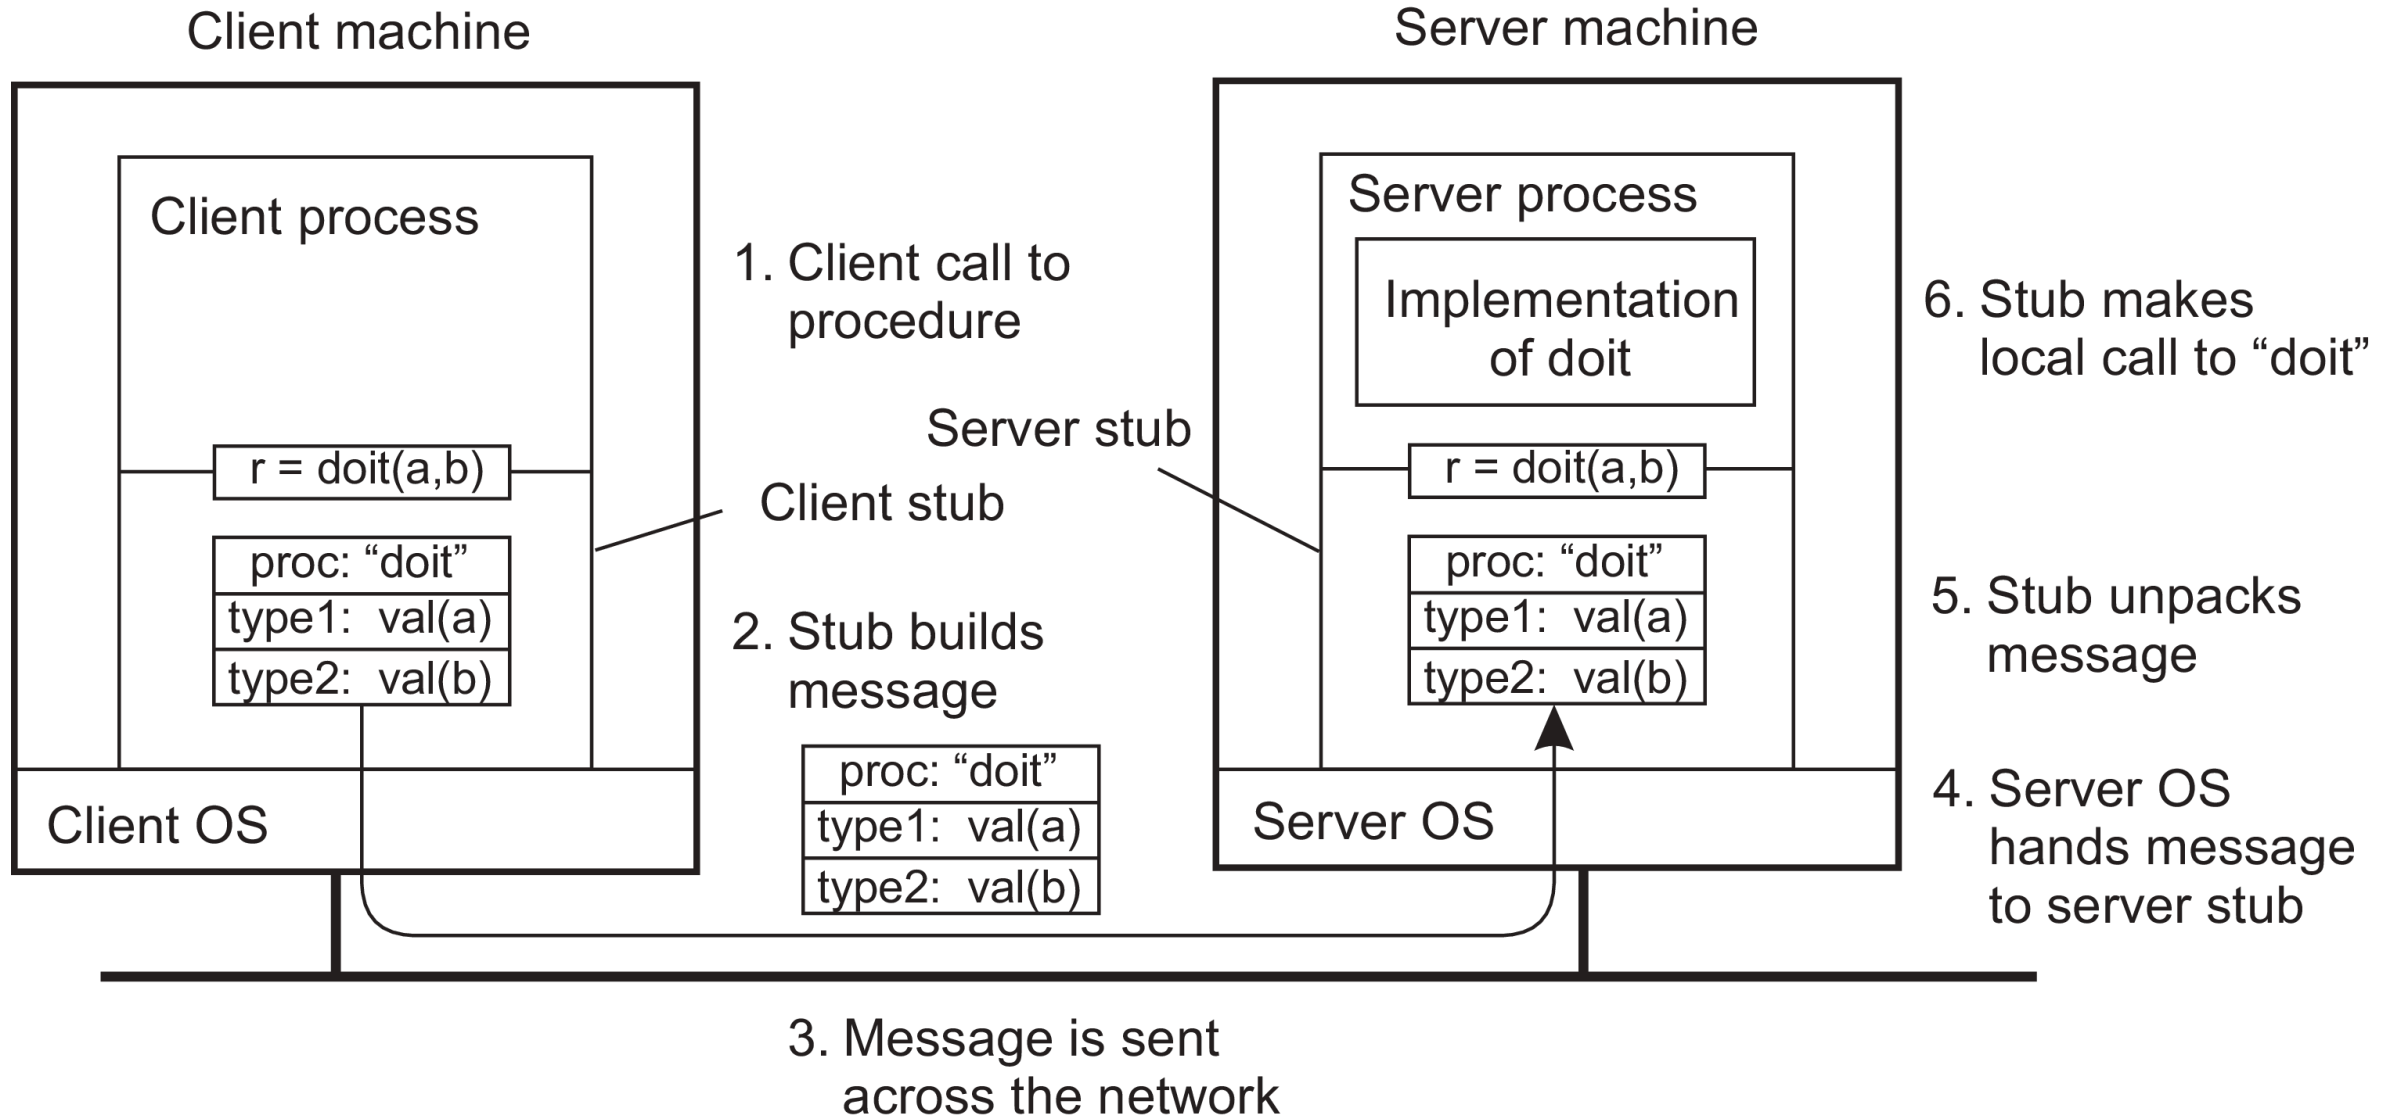 Client machine
Server machine
Client process
Server process
1. Client call to
procedure
Implementation
of doit
6. Stub makes
local call to “doit”
Server stub
r = doit(a,b)
r = doit(a,b)
Client stub
proc: “doit”
type1: val(a)
type2: val(b)
2. Stub builds
message
proc: “doit”
type1: val(a)
type2: val(b)
proc: “doit”
type1: val(a)
type2: val(b)
5. Stub unpacks
message
Client OS
Server OS
4. Server OS
hands message
to server stub
3. Message is sent
across the network